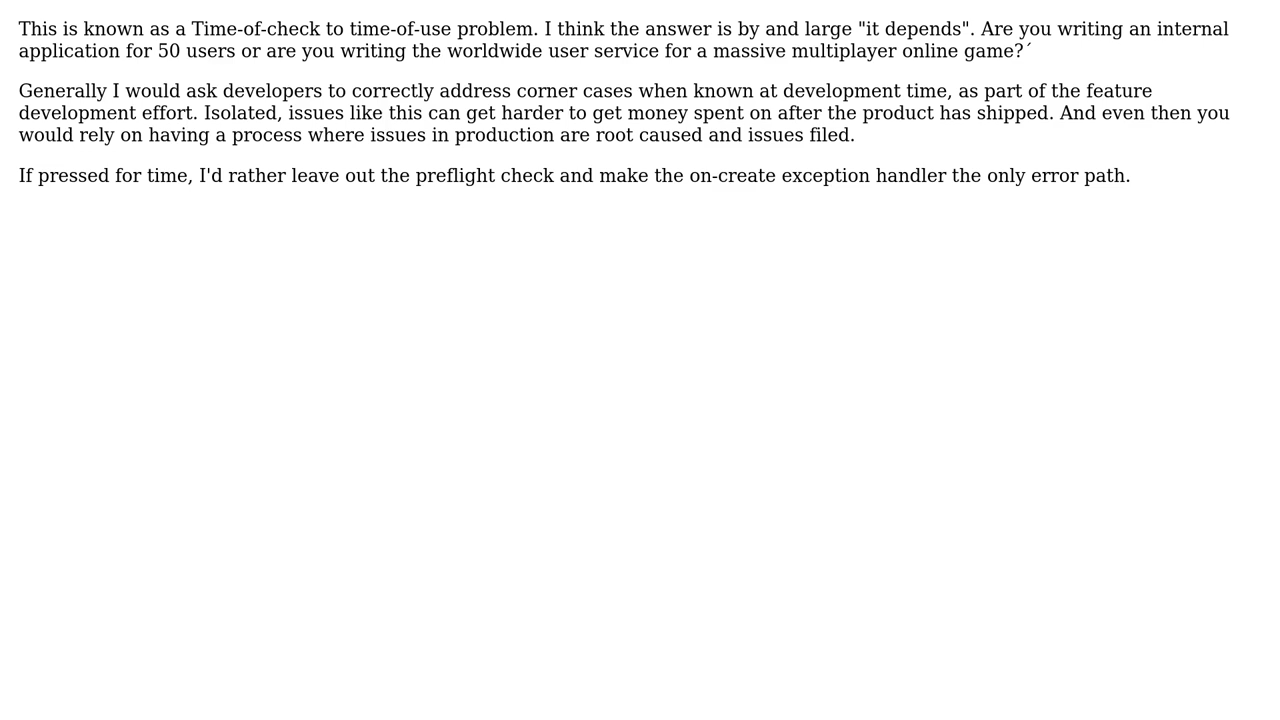 This is known as a Time-of-check to time-of-use problem. I think the answer is by and large "it depends". Are you writing an internal
application for 50 users or are you writing the worldwide user service for a massive multiplayer online game?´
Generally I would ask developers to correctly address corner cases when known at development time, as part of the feature
development effort. Isolated, issues like this can get harder to get money spent on after the product has shipped. And even then you
would rely on having a process where issues in production are root caused and issues filed.
If pressed for time, I'd rather leave out the preflight check and make the on-create exception handler the only error path.